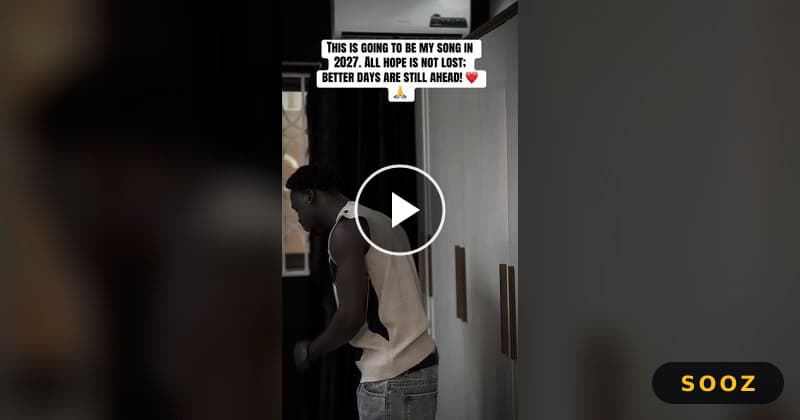 THIS IS GOING TO BE MY SONG IN
2027. ALL HOPE IS NOT LOST;
BETTER DAYS ARE STILL AHEAD! ❤️
🙏
SOOZ